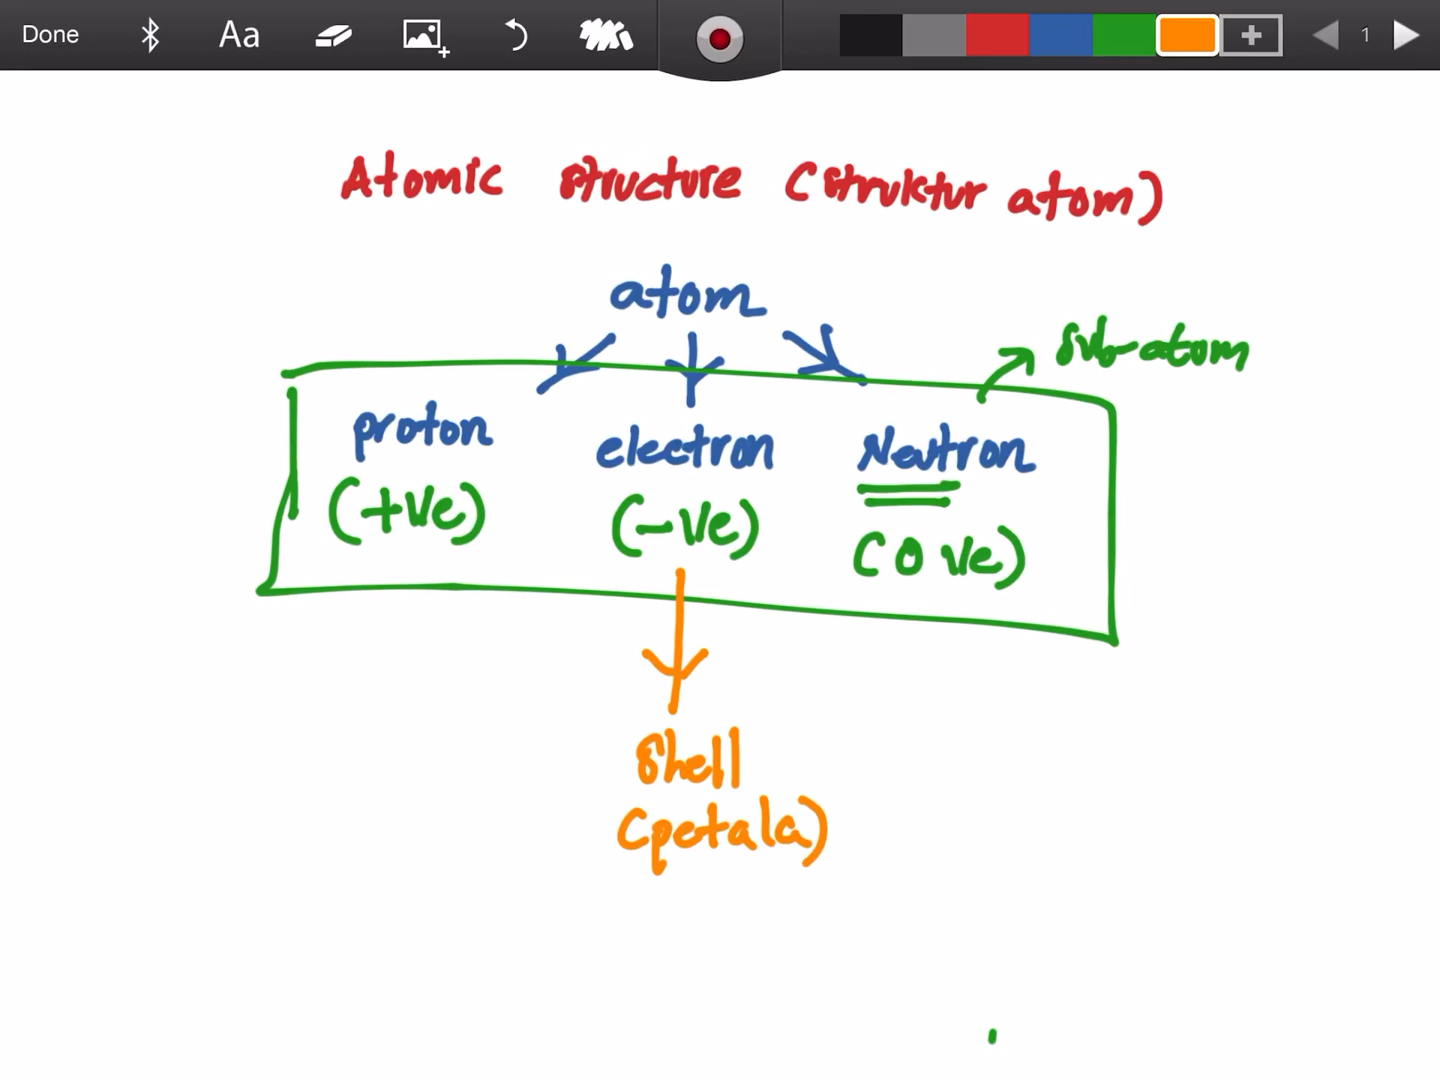 Done Aa 1
Atomic structure (struktur atom)
atom
sub-atom
proton electron Neutron
(+ve) (-ve) (0 ve)
shell
(petala)